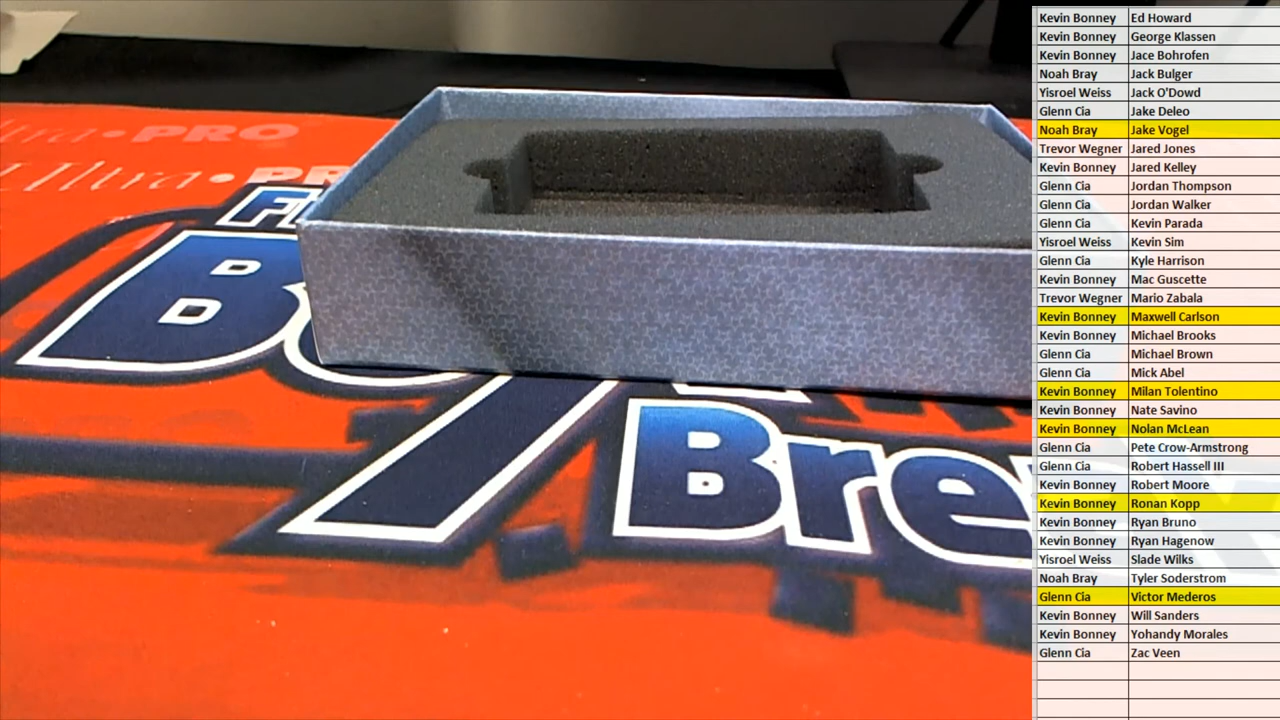 Ultra•PRO
Ultra•PR
F
BO
Bre
Kevin Bonney Ed Howard
Kevin Bonney George Klassen
Kevin Bonney Jace Bohrofen
Noah Bray Jack Bulger
Yisroel Weiss Jack O'Dowd
Glenn Cia Jake Deleo
Noah Bray Jake Vogel
Trevor Wegner Jared Jones
Kevin Bonney Jared Kelley
Glenn Cia Jordan Thompson
Glenn Cia Jordan Walker
Glenn Cia Kevin Parada
Yisroel Weiss Kevin Sim
Glenn Cia Kyle Harrison
Kevin Bonney Mac Guscette
Trevor Wegner Mario Zabala
Kevin Bonney Maxwell Carlson
Kevin Bonney Michael Brooks
Glenn Cia Michael Brown
Glenn Cia Mick Abel
Kevin Bonney Milan Tolentino
Kevin Bonney Nate Savino
Kevin Bonney Nolan McLean
Glenn Cia Pete Crow-Armstrong
Glenn Cia Robert Hassell III
Kevin Bonney Robert Moore
Kevin Bonney Ronan Kopp
Kevin Bonney Ryan Bruno
Kevin Bonney Ryan Hagenow
Yisroel Weiss Slade Wilks
Noah Bray Tyler Soderstrom
Glenn Cia Victor Mederos
Kevin Bonney Will Sanders
Kevin Bonney Yohandy Morales
Glenn Cia Zac Veen